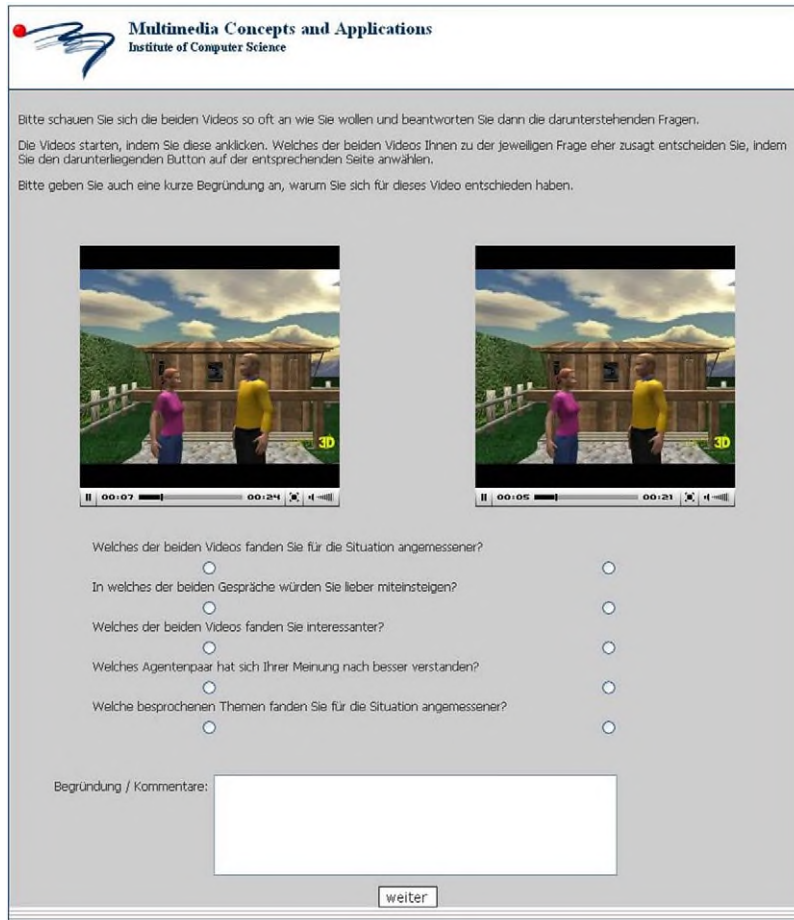 Multimedia Concepts and Applications
Institute of Computer Science
Bitte schauen Sie sich die beiden Videos so oft an wie Sie wollen und beantworten Sie dann die darunterstehenden Fragen.
Die Videos starten, indem Sie diese anklicken. Welches der beiden Videos Ihnen zu der jeweiligen Frage eher zusagt entscheiden Sie, indem
Sie den darunterliegenden Button auf der entsprechenden Seite anwählen.
Bitte geben Sie auch eine kurze Begründung an, warum Sie sich für dieses Video entschieden haben.
3D
3D
00:07 00:24
00:05 00:21
Welches der beiden Videos fanden Sie für die Situation angemessener?
In welches der beiden Gespräche würden Sie lieber miteinsteigen?
Welches der beiden Videos fanden Sie interessanter?
Welches Agentenpaar hat sich Ihrer Meinung nach besser verstanden?
Welche besprochenen Themen fanden Sie für die Situation angemessener?
Begründung / Kommentare:
weiter